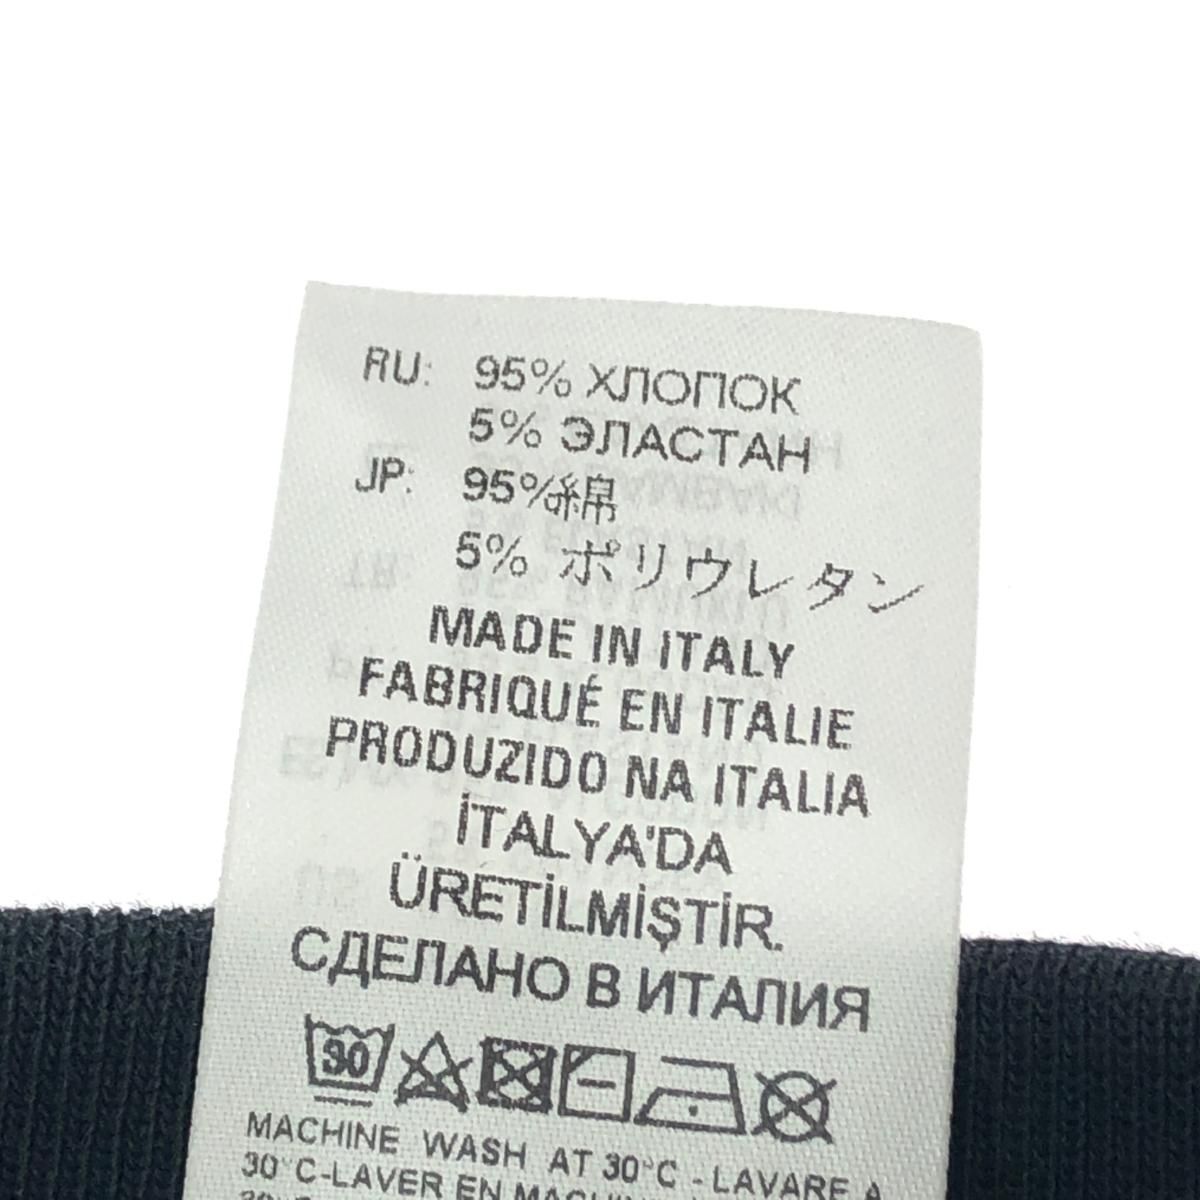 RU: 95% ХЛОПОК
5% ЭЛАСТАН
JP: 95%綿
5% ポリウレタン
MADE IN ITALY
FABRIQUÉ EN ITALIE
PRODUZIDO NA ITALIA
İTALYA'DA
ÜRETİLMİŞTİR.
СДЕЛАНО В ИТАЛИЯ
30
MACHINE WASH AT 30°C - LAVARE A
30°C-LAVER EN